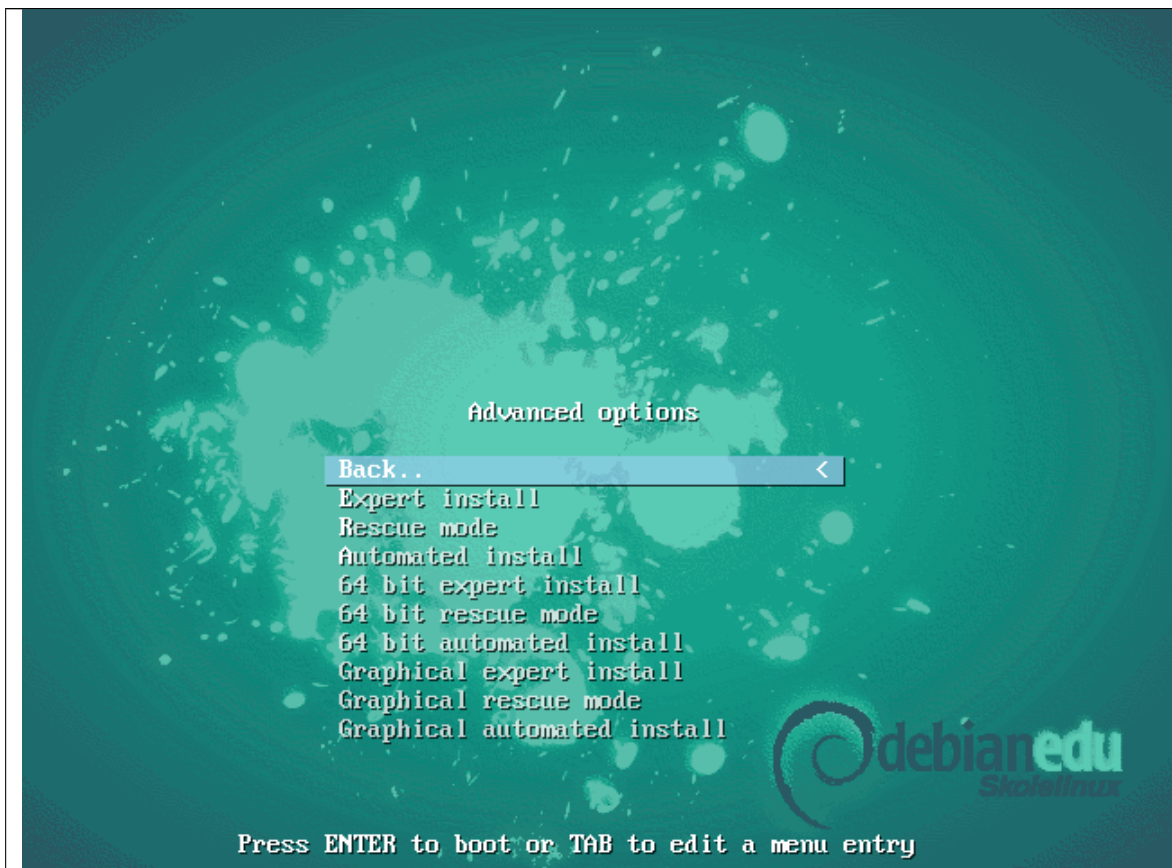 Advanced options
Back.. <
Expert install
Rescue mode
Automated install
64 bit expert install
64 bit rescue mode
64 bit automated install
Graphical expert install
Graphical rescue mode
Graphical automated install
debianedu
Skolelinux
Press ENTER to boot or TAB to edit a menu entry